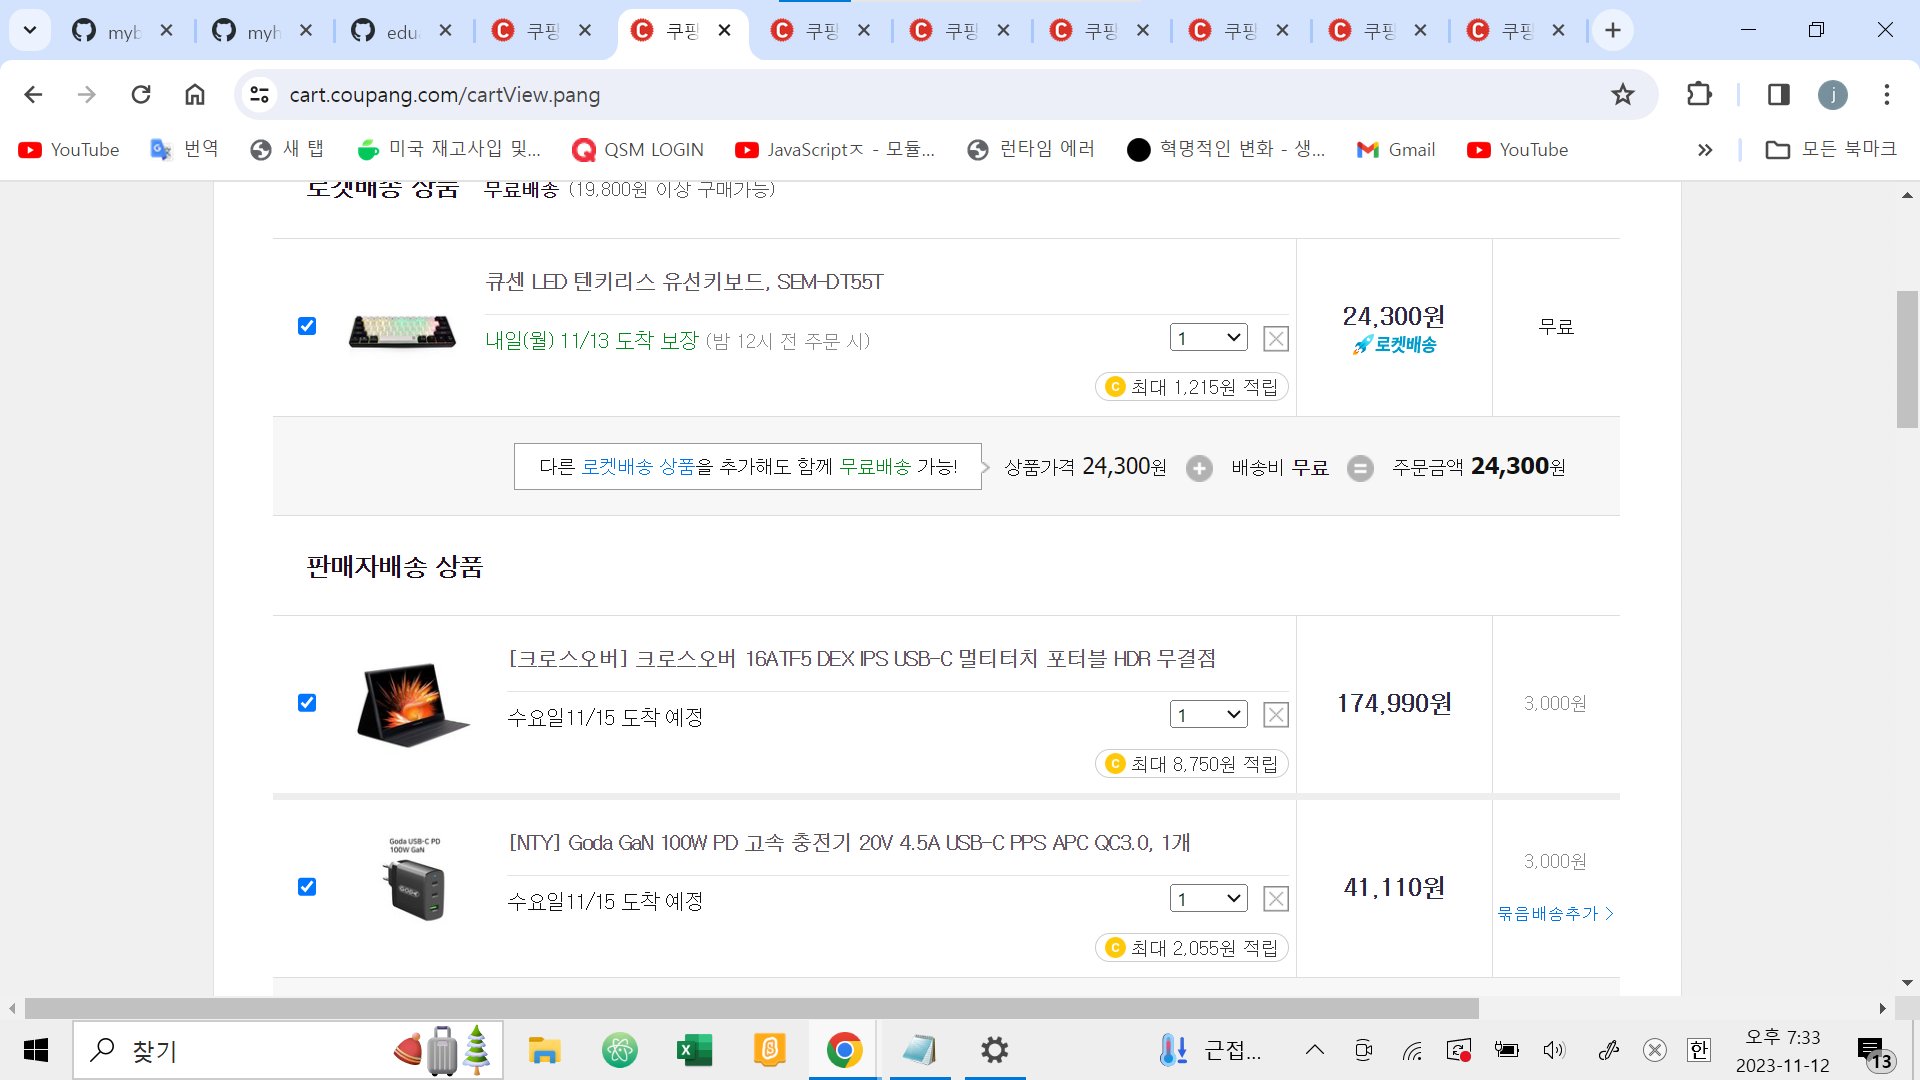 myb
myh
edu
쿠팡
쿠팡
쿠팡
쿠팡
쿠팡
쿠팡
쿠팡
쿠팡
cart.coupang.com/cartView.pang
j
YouTube
번역
새 탭
미국 재고사입 및...
QSM LOGIN
JavaScriptㅈ - 모듈...
런타임 에러
혁명적인 변화 - 생...
Gmail
YouTube
모든 북마크
로켓배송 상품 무료배송 (19,800원 이상 구매가능)
큐센 LED 텐키리스 유선키보드, SEM-DT55T
내일(월) 11/13 도착 보장 (밤 12시 전 주문 시)
1
최대 1,215원 적립
24,300원
로켓배송
무료
다른 로켓배송 상품을 추가해도 함께 무료배송 가능!
상품가격 24,300원 + 배송비 무료 = 주문금액 24,300원
판매자배송 상품
[크로스오버] 크로스오버 16ATF5 DEX IPS USB-C 멀티터치 포터블 HDR 무결점
수요일11/15 도착 예정
1
최대 8,750원 적립
174,990원
3,000원
Goda USB-C PD
100W GaN
GODA
[NTY] Goda GaN 100W PD 고속 충전기 20V 4.5A USB-C PPS APC QC3.0, 1개
수요일11/15 도착 예정
1
최대 2,055원 적립
41,110원
3,000원
묶음배송추가 >
찾기
근접...
한
오후 7:33
2023-11-12
13